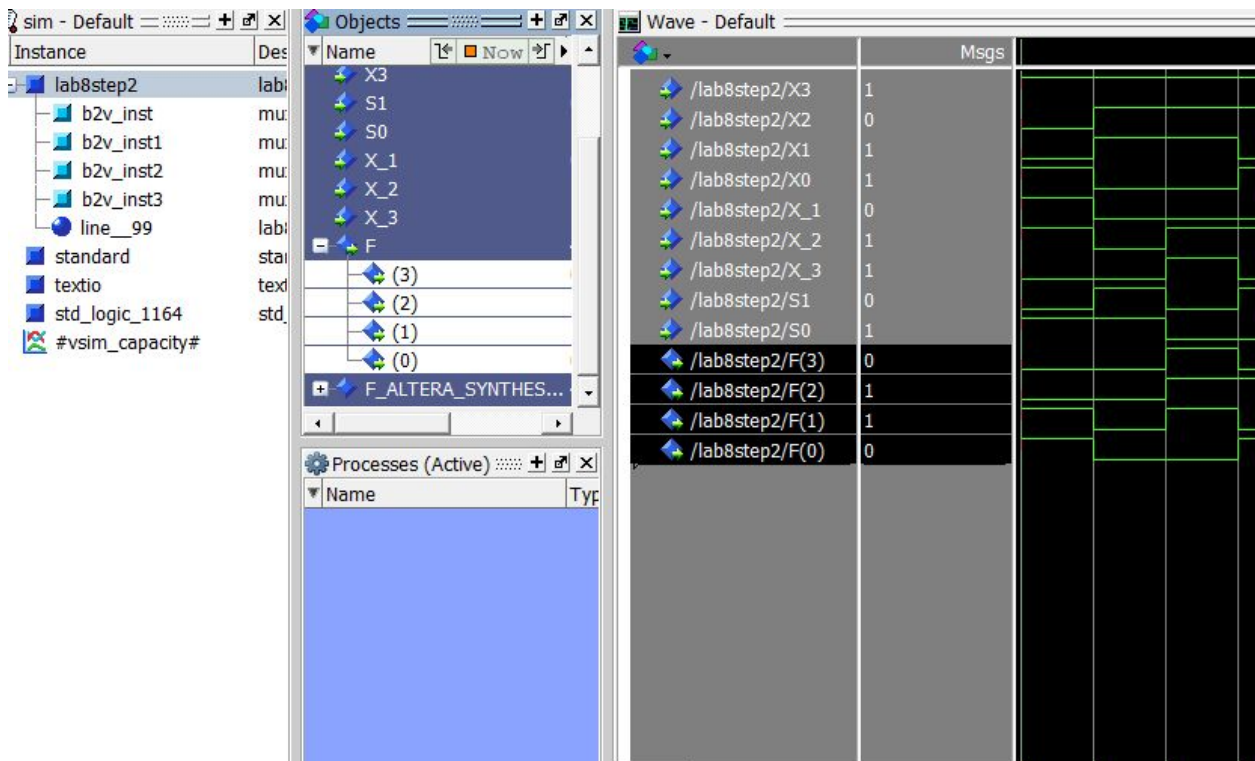 sim - Default
Instance
Des
lab8step2
lab
b2v_inst
mu
b2v_inst1
mu
b2v_inst2
mu
b2v_inst3
mu
line__99
lab
standard
sta
textio
text
std_logic_1164
std_
#vsim_capacity#
Objects
Name
Now
X3
S1
S0
X_1
X_2
X_3
F
(3)
(2)
(1)
(0)
F_ALTERA_SYNTHES...
Processes (Active)
Name
Typ
Wave - Default
Msgs
/lab8step2/X3 1
/lab8step2/X2 0
/lab8step2/X1 1
/lab8step2/X0 1
/lab8step2/X_1 0
/lab8step2/X_2 1
/lab8step2/X_3 1
/lab8step2/S1 0
/lab8step2/S0 1
/lab8step2/F(3) 0
/lab8step2/F(2) 1
/lab8step2/F(1) 1
/lab8step2/F(0) 0